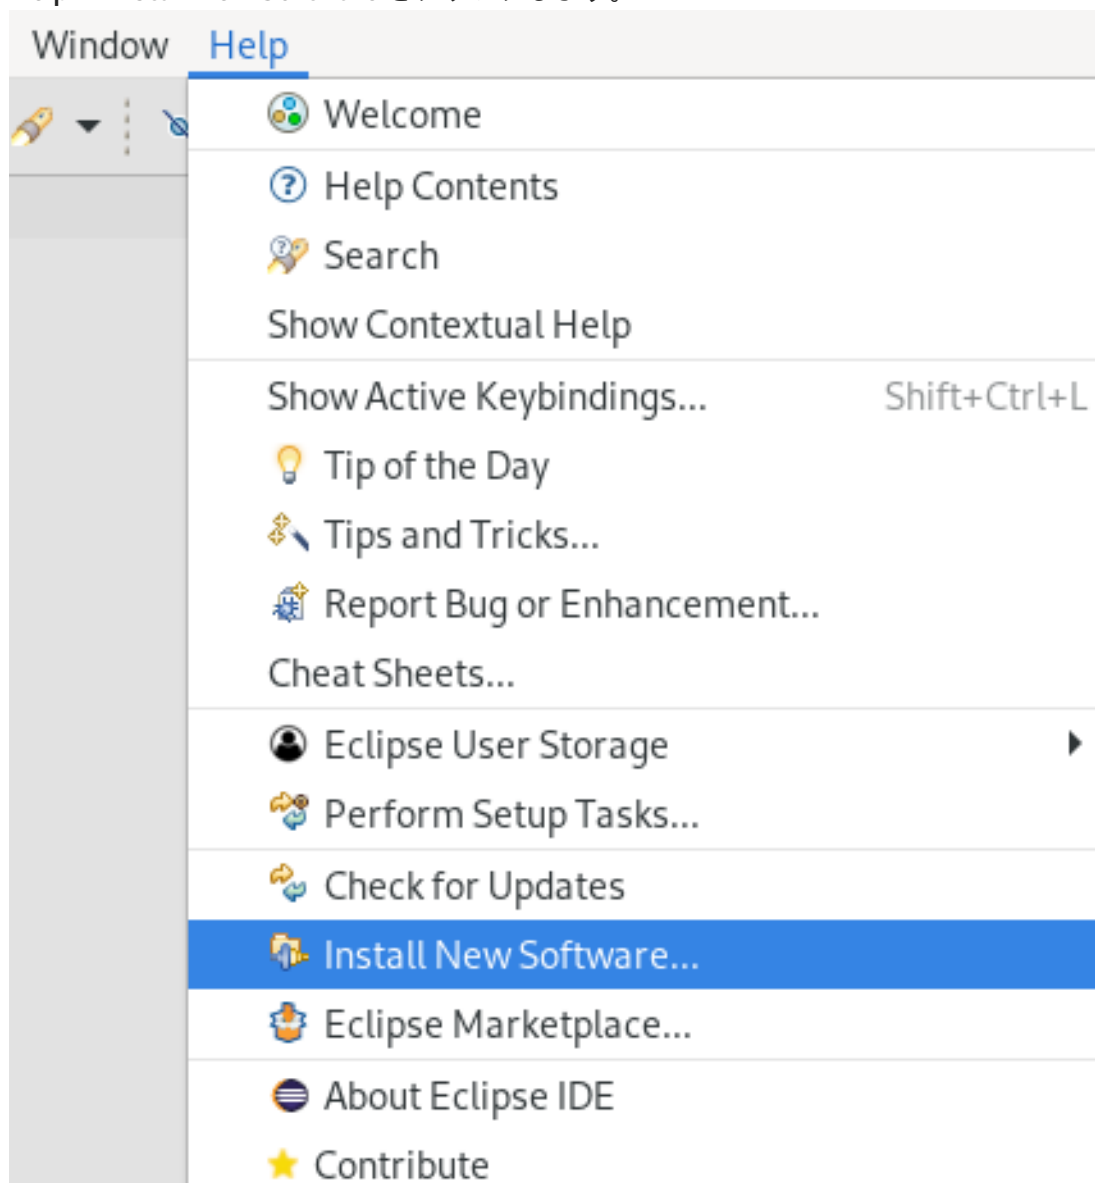 Window Help
Welcome
Help Contents
Search
Show Contextual Help
Show Active Keybindings... Shift+Ctrl+L
Tip of the Day
Tips and Tricks...
Report Bug or Enhancement...
Cheat Sheets...
Eclipse User Storage
Perform Setup Tasks...
Check for Updates
Install New Software...
Eclipse Marketplace...
About Eclipse IDE
Contribute